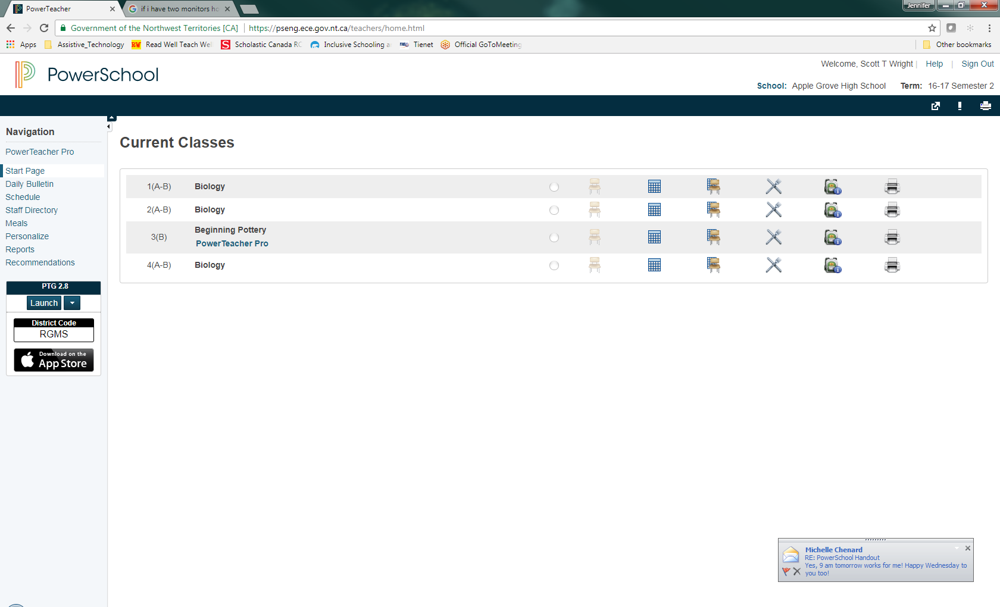 PowerTeacher
if i have two monitors ho
Jennifer
Government of the Northwest Territories [CA]
https://pseng.ece.gov.nt.ca/teachers/home.html
Apps
Assistive_Technology
RW Read Well Teach Wel
S Scholastic Canada RC
Inclusive Schooling a
Tienet
Official GoToMeeting
Other bookmarks
PowerSchool
Welcome, Scott T Wright | Help | Sign Out
School: Apple Grove High School Term: 16-17 Semester 2
Navigation
PowerTeacher Pro
Start Page
Daily Bulletin
Schedule
Staff Directory
Meals
Personalize
Reports
Recommendations
PTG 2.8
Launch
District Code
RGMS
Download on the
App Store
Current Classes
1(A-B) Biology
2(A-B) Biology
3(B) Beginning Pottery
PowerTeacher Pro
4(A-B) Biology
Michelle Chenard
RE: PowerSchool Handout
Yes, 9 am tomorrow works for me! Happy Wednesday to
you too!